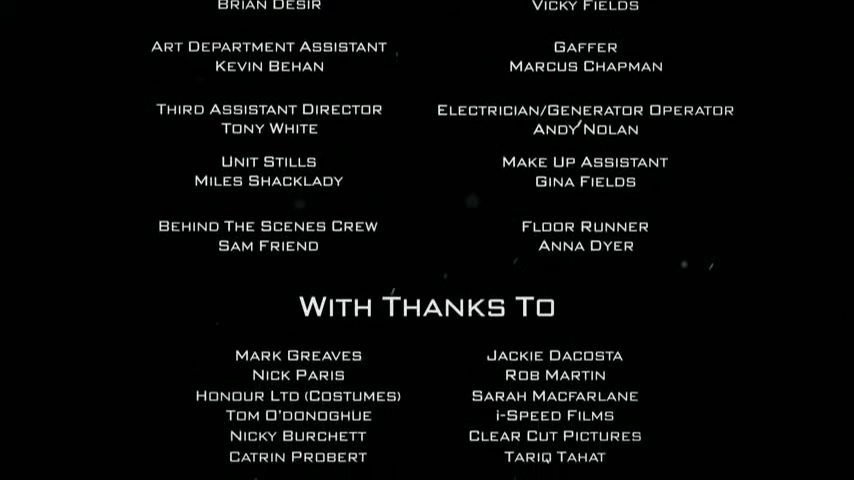 BRIAN DESIR
VICKY FIELDS
ART DEPARTMENT ASSISTANT
KEVIN BEHAN
GAFFER
MARCUS CHAPMAN
THIRD ASSISTANT DIRECTOR
TONY WHITE
ELECTRICIAN/GENERATOR OPERATOR
ANDY NOLAN
UNIT STILLS
MILES SHACKLADY
MAKE UP ASSISTANT
GINA FIELDS
BEHIND THE SCENES CREW
SAM FRIEND
FLOOR RUNNER
ANNA DYER
WITH THANKS TO
MARK GREAVES
NICK PARIS
HONOUR LTD (COSTUMES)
TOM O'DONOGHUE
NICKY BURCHETT
CATRIN PROBERT
JACKIE DACOSTA
ROB MARTIN
SARAH MACFARLANE
i-SPEED FILMS
CLEAR CUT PICTURES
TARIQ TAHAT